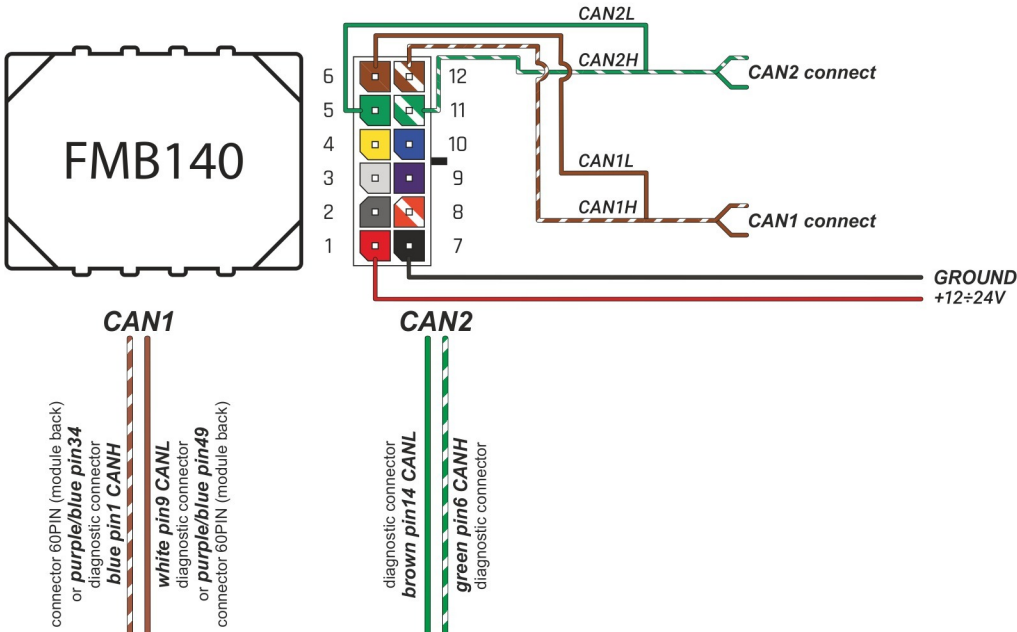 FMB140
6
5
4
3
2
1
12
11
10
9
8
7
CAN2L
CAN2H
CAN2 connect
CAN1L
CAN1H
CAN1 connect
GROUND
+12÷24V
CAN1
connector 60PIN (module back)
or purple/blue pin34
diagnostic connector
blue pin1 CANH
white pin9 CANL
diagnostic connector
or purple/blue pin49
connector 60PIN (module back)
CAN2
diagnostic connector
brown pin14 CANL
green pin6 CANH
diagnostic connector